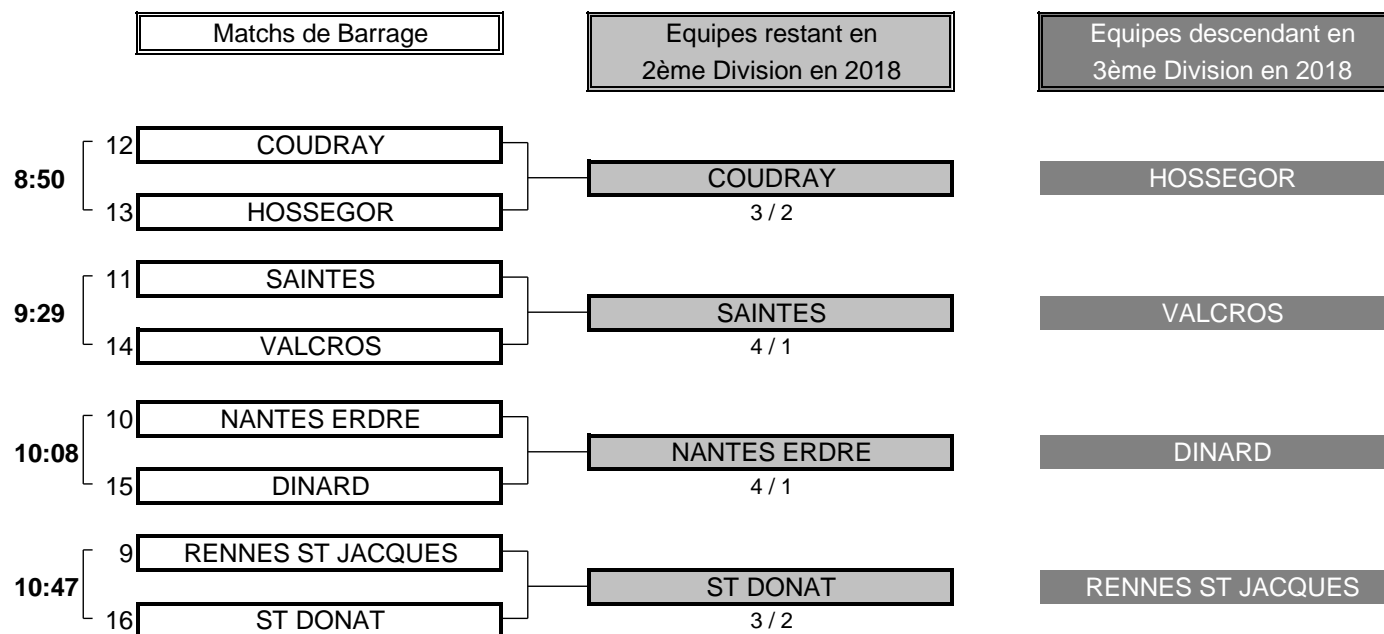 Matchs de Barrage
Equipes restant en
2ème Division en 2018
Equipes descendant en
3ème Division en 2018
8:50
12 COUDRAY
13 HOSSEGOR
COUDRAY
3 / 2
HOSSEGOR
9:29
11 SAINTES
14 VALCROS
SAINTES
4 / 1
VALCROS
10:08
10 NANTES ERDRE
15 DINARD
NANTES ERDRE
4 / 1
DINARD
10:47
9 RENNES ST JACQUES
16 ST DONAT
ST DONAT
3 / 2
RENNES ST JACQUES